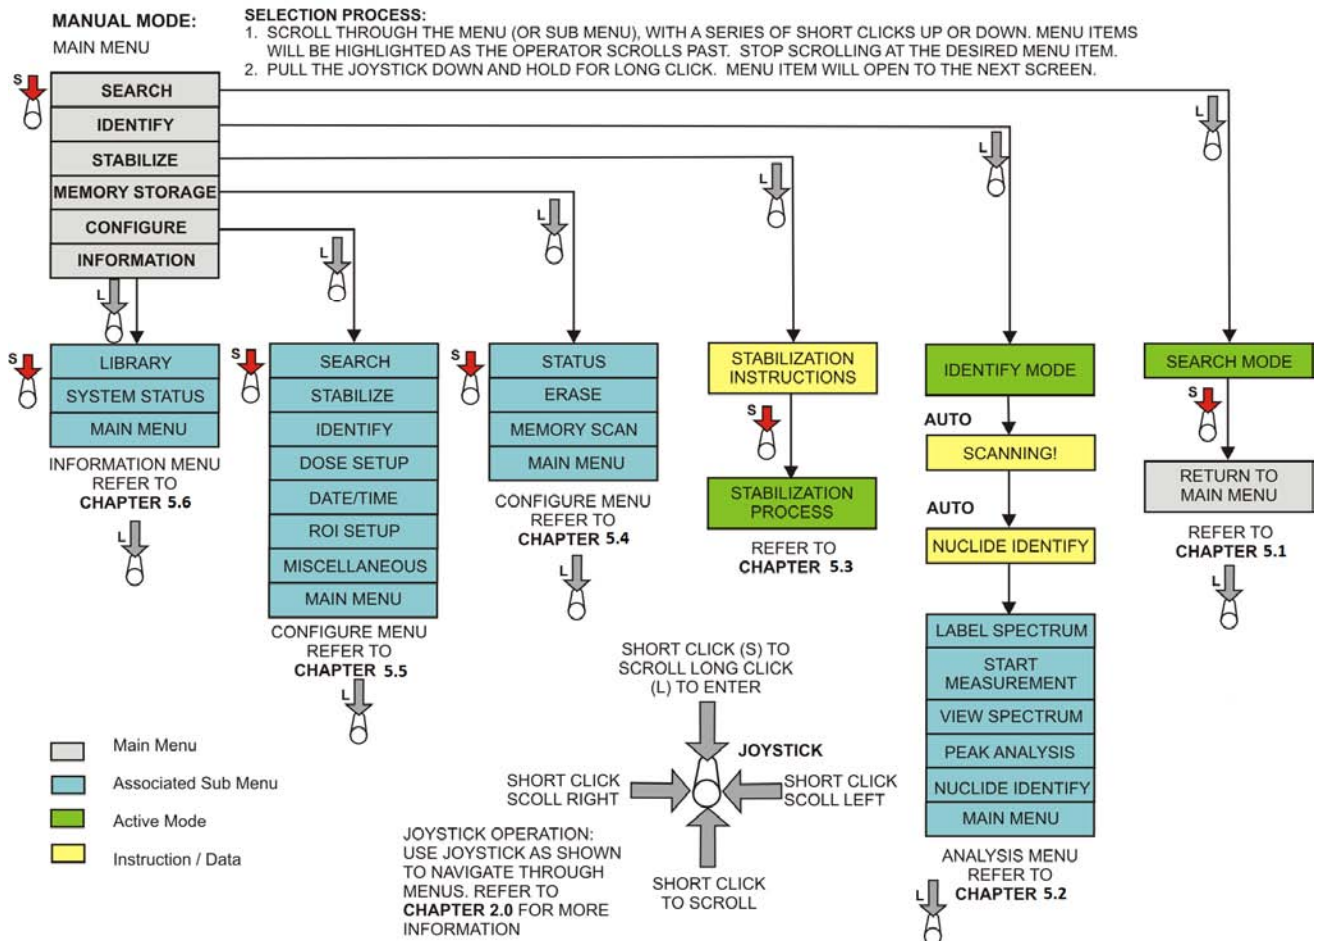 MANUAL MODE:
MAIN MENU
SELECTION PROCESS:
1. SCROLL THROUGH THE MENU (OR SUB MENU), WITH A SERIES OF SHORT CLICKS UP OR DOWN. MENU ITEMS
WILL BE HIGHLIGHTED AS THE OPERATOR SCROLLS PAST. STOP SCROLLING AT THE DESIRED MENU ITEM.
2. PULL THE JOYSTICK DOWN AND HOLD FOR LONG CLICK. MENU ITEM WILL OPEN TO THE NEXT SCREEN.
S
SEARCH
IDENTIFY
STABILIZE
MEMORY STORAGE
CONFIGURE
INFORMATION
L
L
L
L
L
L
S
LIBRARY
SYSTEM STATUS
MAIN MENU
INFORMATION MENU
REFER TO
CHAPTER 5.6
L
S
SEARCH
STABILIZE
IDENTIFY
DOSE SETUP
DATE/TIME
ROI SETUP
MISCELLANEOUS
MAIN MENU
CONFIGURE MENU
REFER TO
CHAPTER 5.5
L
S
STATUS
ERASE
MEMORY SCAN
MAIN MENU
CONFIGURE MENU
REFER TO
CHAPTER 5.4
L
STABILIZATION
INSTRUCTIONS
S
STABILIZATION
PROCESS
REFER TO
CHAPTER 5.3
IDENTIFY MODE
AUTO
SCANNING!
AUTO
NUCLIDE IDENTIFY
LABEL SPECTRUM
START
MEASUREMENT
VIEW SPECTRUM
PEAK ANALYSIS
NUCLIDE IDENTIFY
MAIN MENU
ANALYSIS MENU
REFER TO
CHAPTER 5.2
L
SEARCH MODE
S
RETURN TO
MAIN MENU
REFER TO
CHAPTER 5.1
L
Main Menu
Associated Sub Menu
Active Mode
Instruction / Data
SHORT CLICK (S) TO
SCROLL LONG CLICK
(L) TO ENTER
JOYSTICK
SHORT CLICK
SCOLL RIGHT
SHORT CLICK
SCOLL LEFT
SHORT CLICK
TO SCROLL
JOYSTICK OPERATION:
USE JOYSTICK AS SHOWN
TO NAVIGATE THROUGH
MENUS. REFER TO
CHAPTER 2.0 FOR MORE
INFORMATION